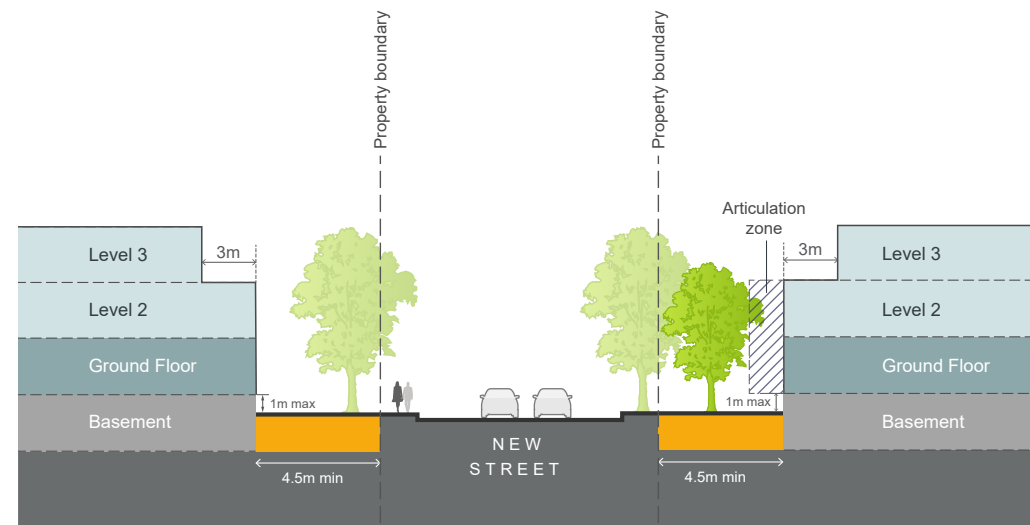 Property boundary
Property boundary
Articulation
zone
3m
3m
Level 3
Level 3
Level 2
Level 2
Ground Floor
Ground Floor
1m max
1m max
Basement
Basement
NEW
STREET
4.5m min
4.5m min